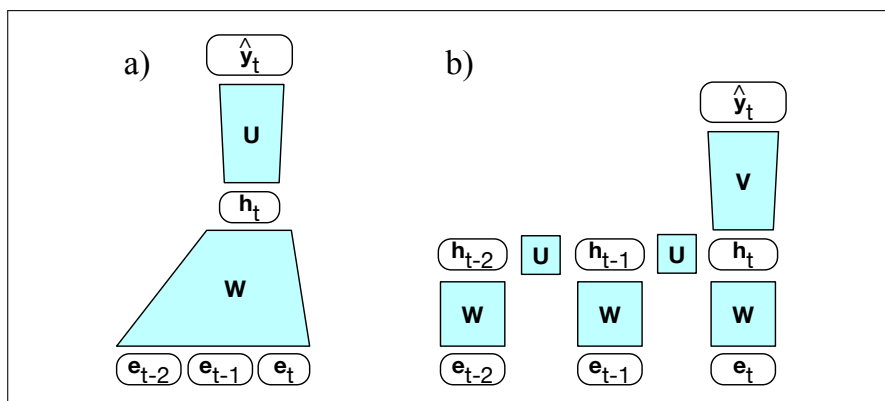 a)
ŷt
U
ht
W
et-2 et-1 et
b)
ŷt
V
ht-2 U ht-1 U ht
W W W
et-2 et-1 et